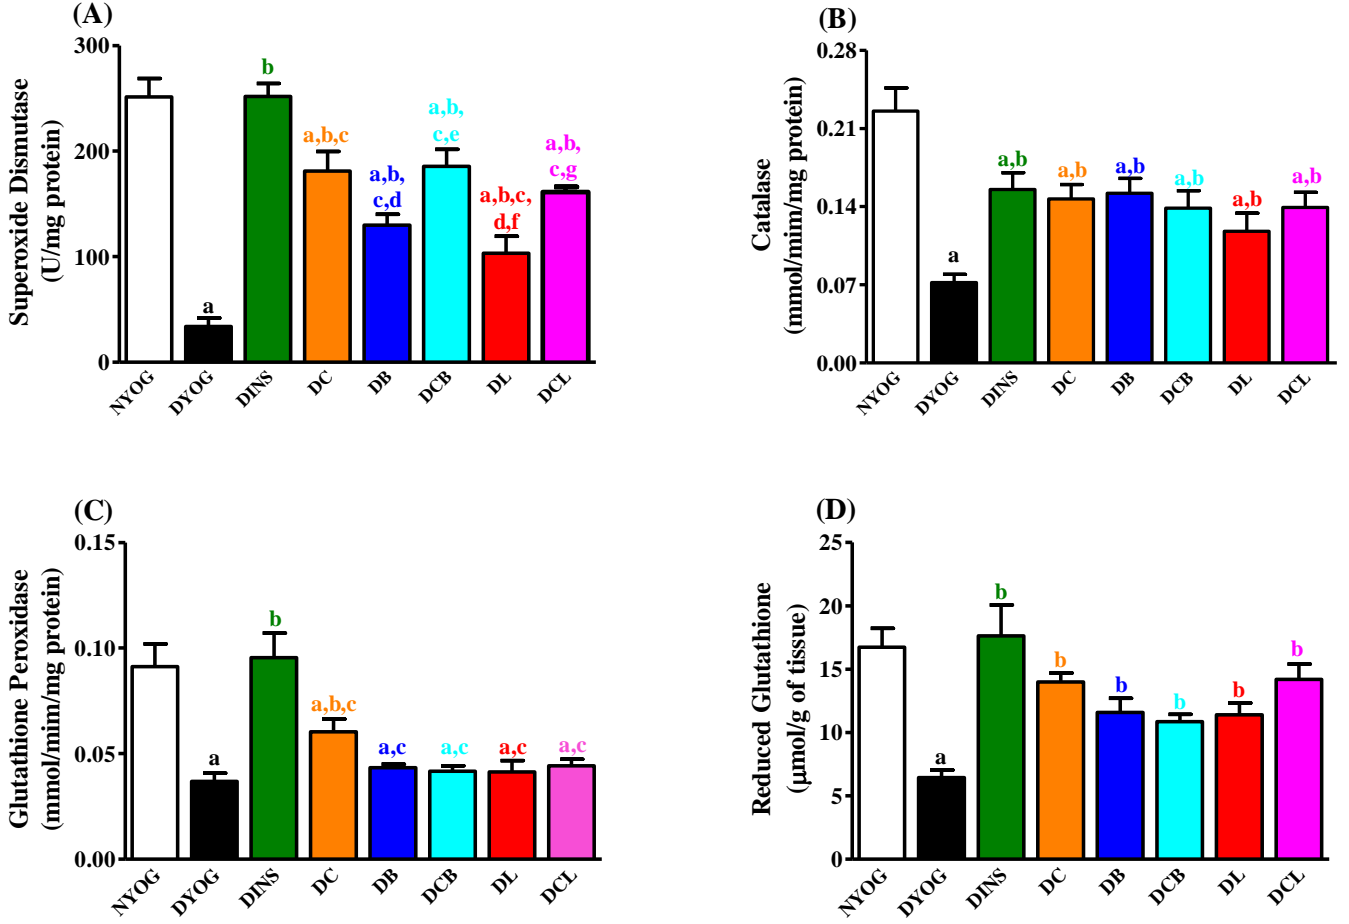 (A)
Superoxide Dismutase
(U/mg protein)
300
200
100
0
a
b
a,b,c
a,b,
c,d
a,b,
c,e
a,b,c,
d,f
a,b,
c,g
NYOG
DYOG
DINS
DC
DB
DCB
DL
DCL
(B)
Catalase
(mmol/mim/mg protein)
0.28
0.21
0.14
0.07
0.00
a
a,b
a,b
a,b
a,b
a,b
a,b
NYOG
DYOG
DINS
DC
DB
DCB
DL
DCL
(C)
Glutathione Peroxidase
(mmol/mim/mg protein)
0.15
0.10
0.05
0.00
a
b
a,b,c
a,c
a,c
a,c
a,c
NYOG
DYOG
DINS
DC
DB
DCB
DL
DCL
(D)
Reduced Glutathione
(µmol/g of tissue)
25
20
15
10
5
0
a
b
b
b
b
b
b
NYOG
DYOG
DINS
DC
DB
DCB
DL
DCL